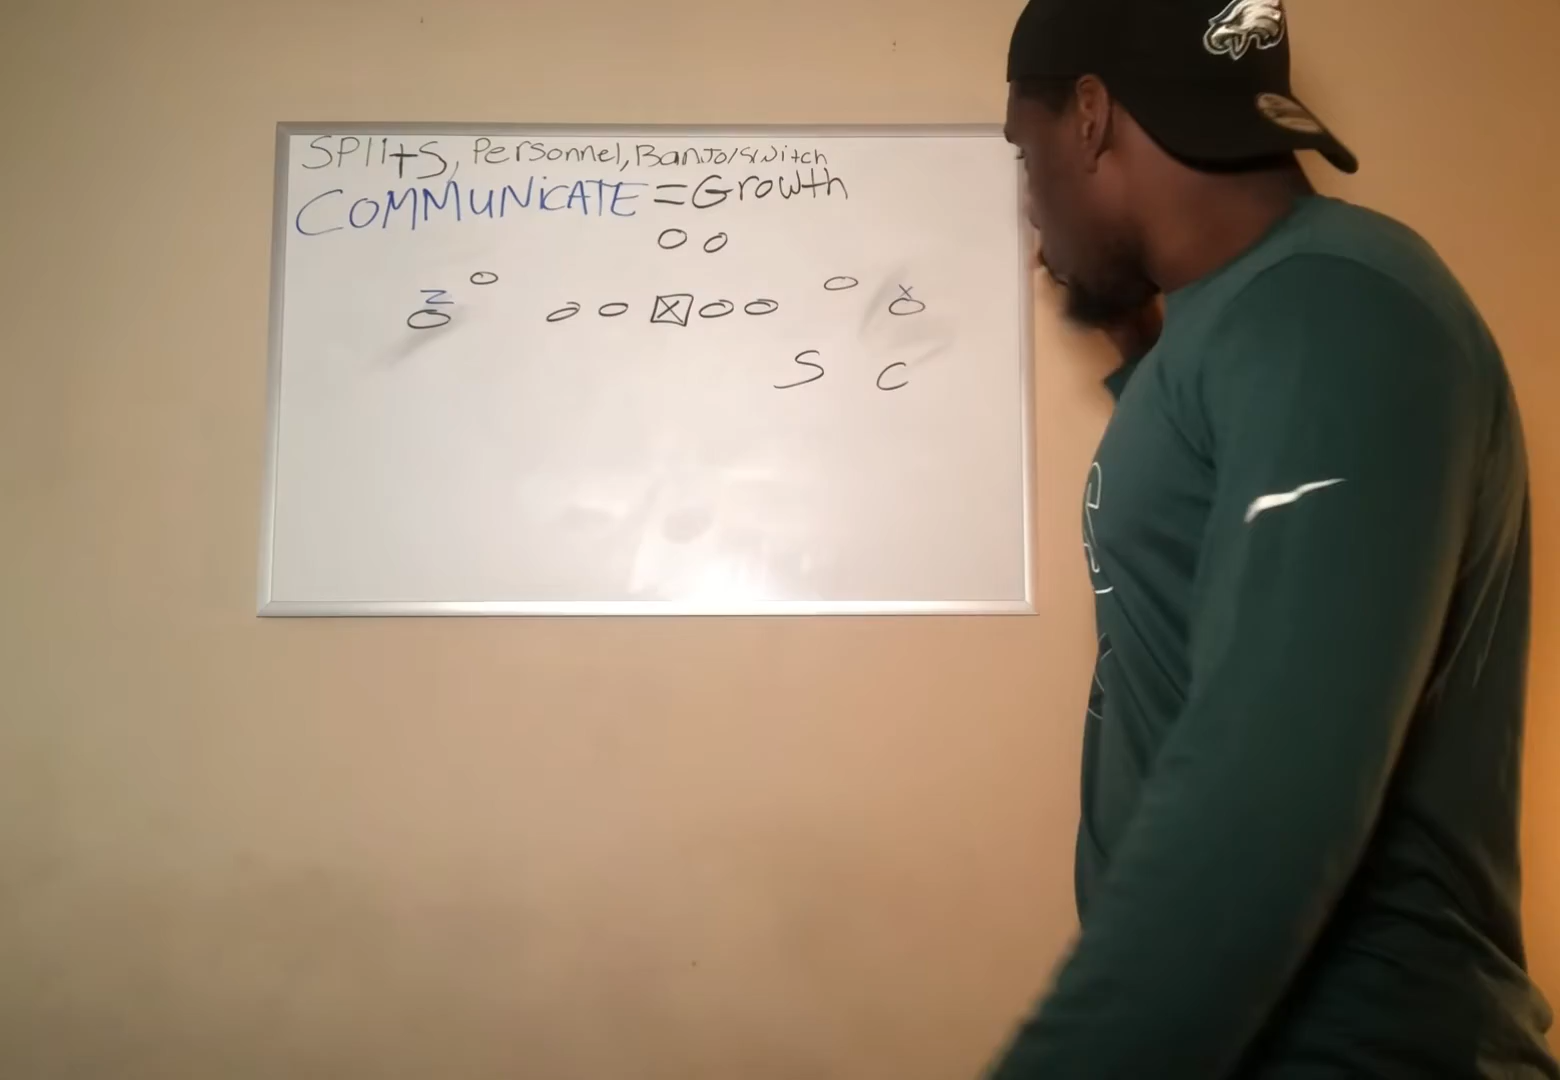 SPlitS, Personnel, Banjo/Switch
COMMUNiCATE = Growth
Z
X
X
S
C